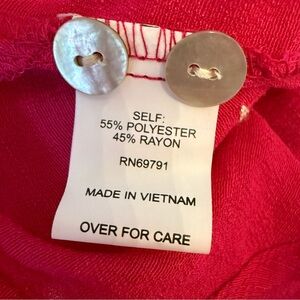 SELF:
55% POLYESTER
45% RAYON
RN69791
MADE IN VIETNAM
OVER FOR CARE